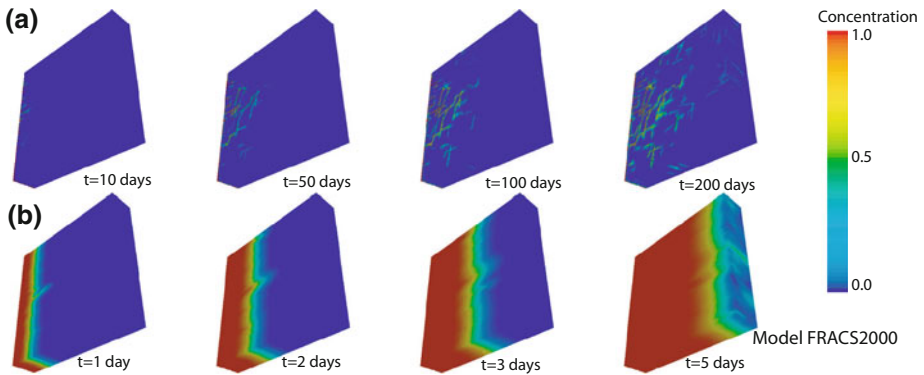 (a)
Concentration
1.0
0.5
0.0
t=10 days
t=50 days
t=100 days
t=200 days
(b)
t=1 day
t=2 days
t=3 days
t=5 days
Model FRACS2000